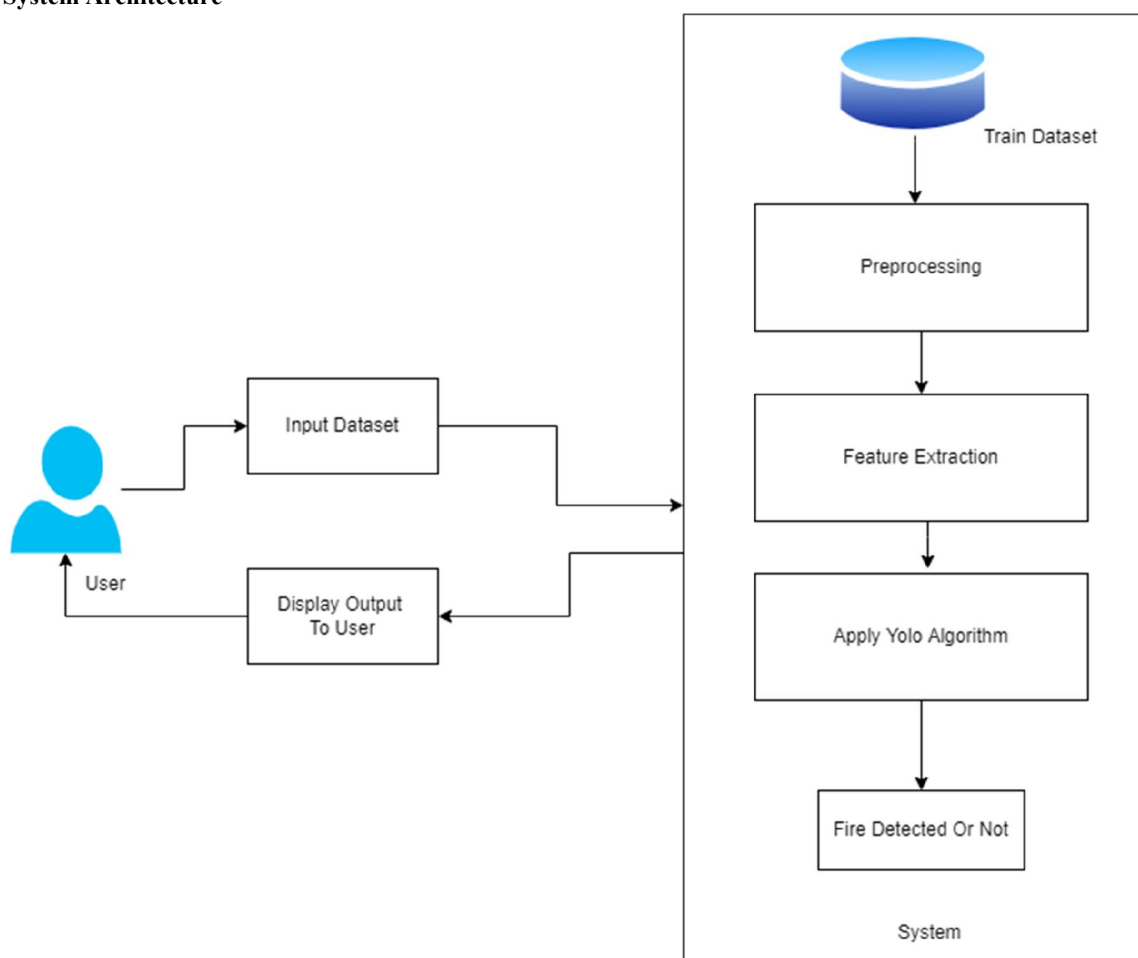 System Architecture
Train Dataset
Preprocessing
Feature Extraction
Apply Yolo Algorithm
Fire Detected Or Not
System
Input Dataset
User
Display Output
To User